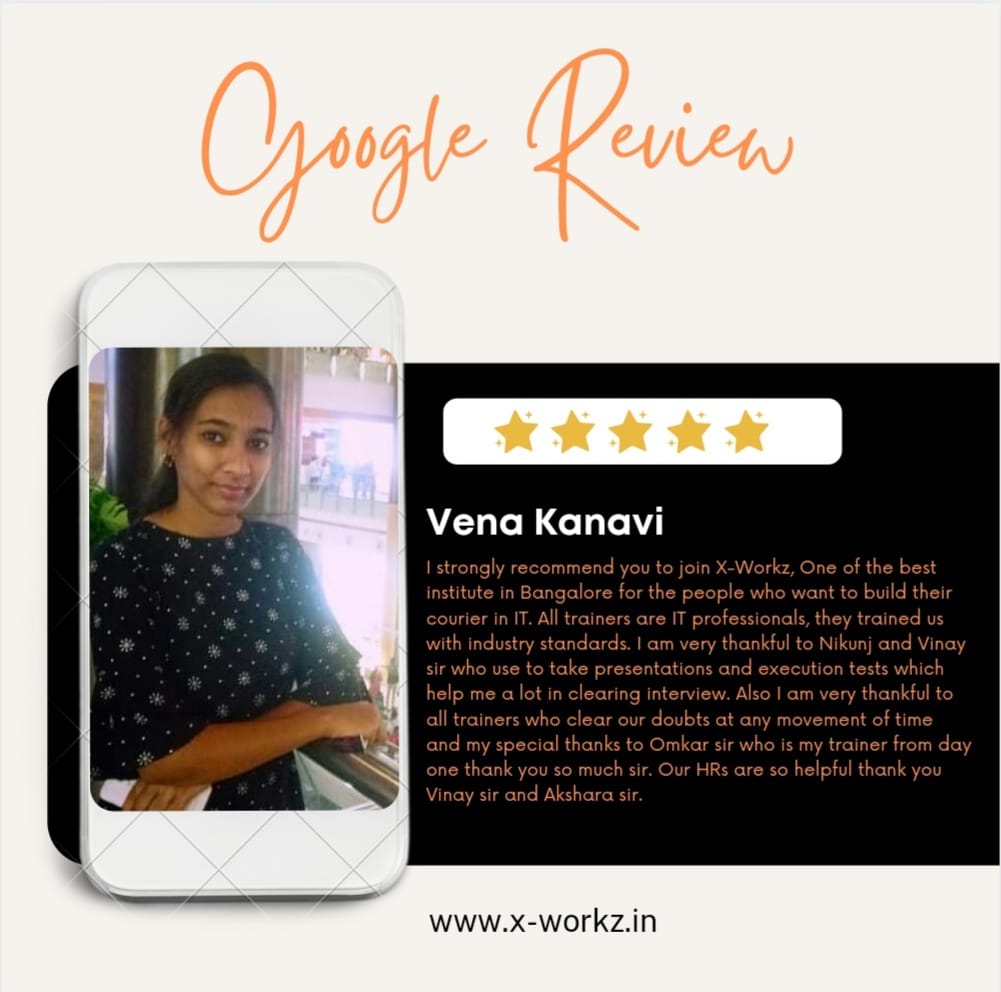 Google Review
Vena Kanavi
I strongly recommend you to join X-Workz, One of the best
institute in Bangalore for the people who want to build their
courier in IT. All trainers are IT professionals, they trained us
with industry standards. I am very thankful to Nikunj and Vinay
sir who use to take presentations and execution tests which
help me a lot in clearing interview. Also I am very thankful to
all trainers who clear our doubts at any movement of time
and my special thanks to Omkar sir who is my trainer from day
one thank you so much sir. Our HRs are so helpful thank you
Vinay sir and Akshara sir.
www.x-workz.in